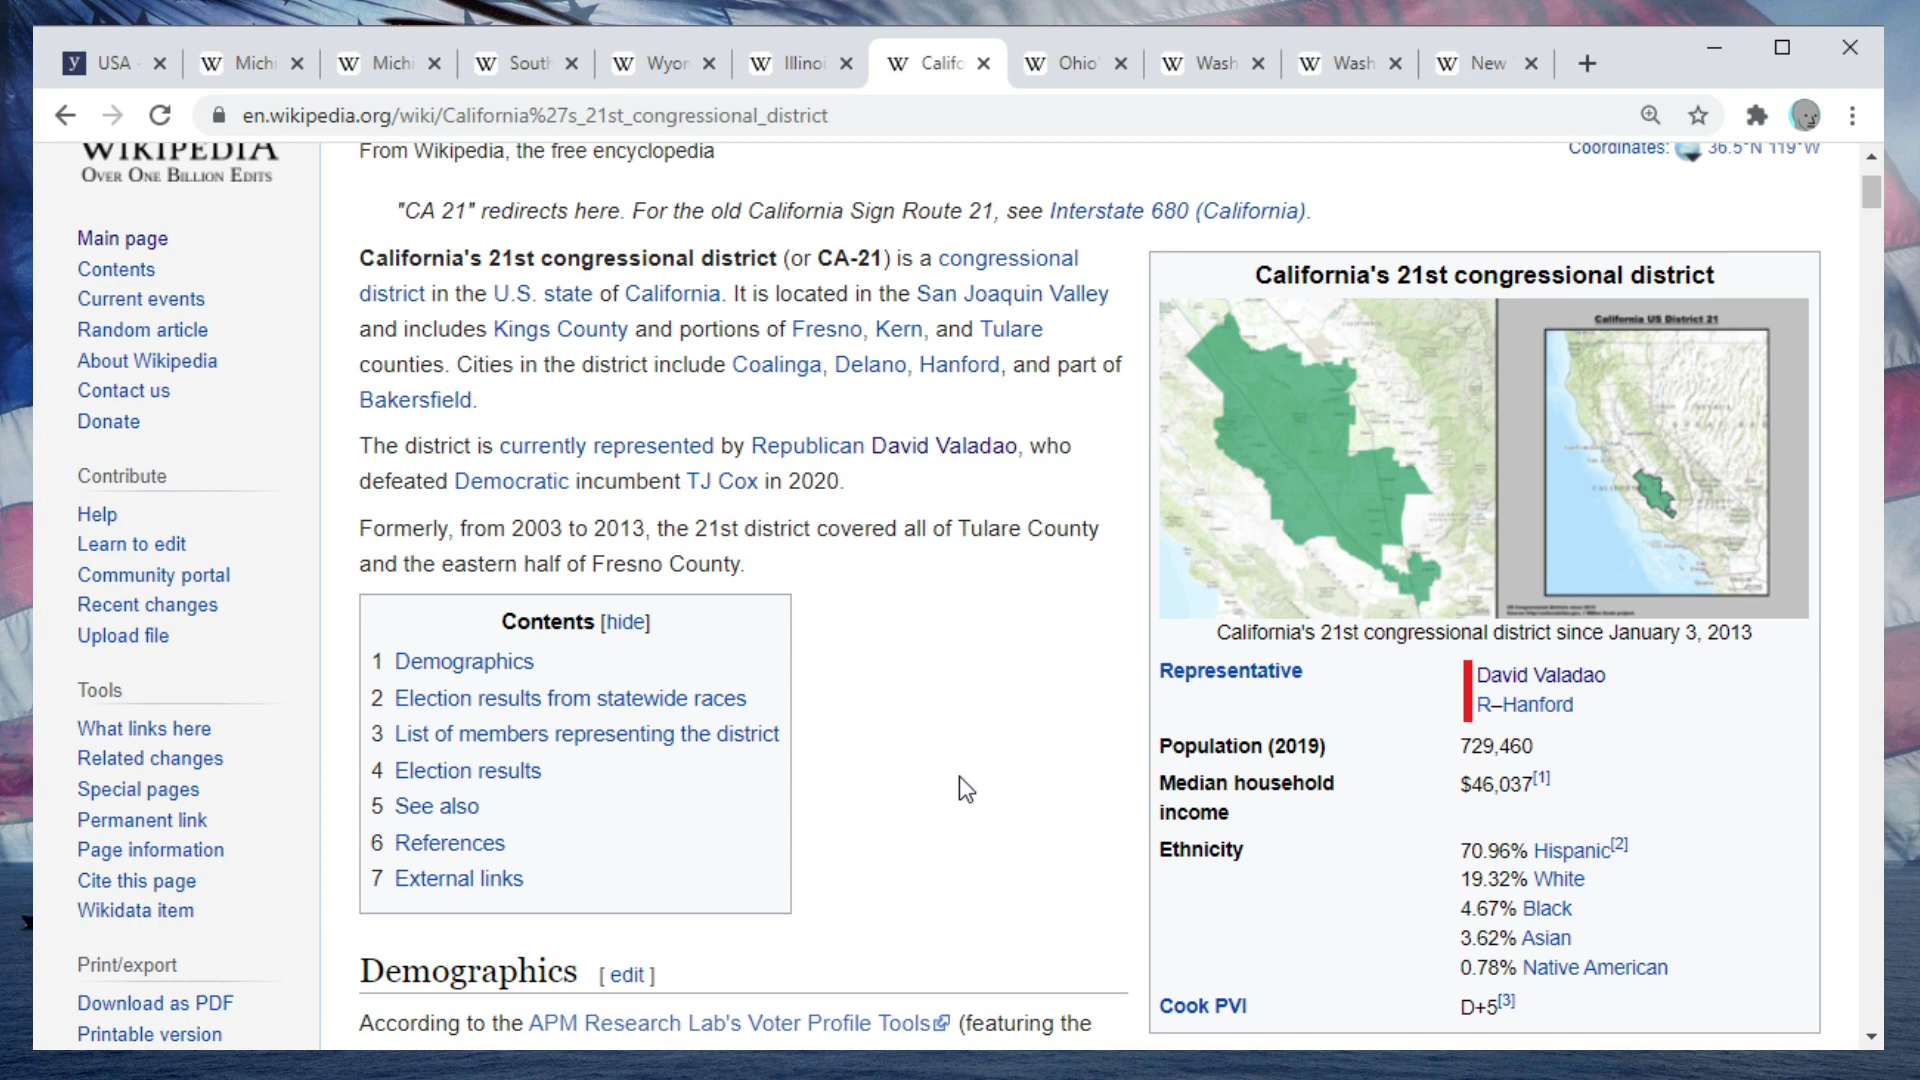 USA
Michi
Michi
South
Wyor
Illino
Califo
Ohio'
Wash
Wash
New
en.wikipedia.org/wiki/California%27s_21st_congressional_district
WIKIPEDIA
OVER ONE BILLION EDITS
Main page
Contents
Current events
Random article
About Wikipedia
Contact us
Donate
Contribute
Help
Learn to edit
Community portal
Recent changes
Upload file
Tools
What links here
Related changes
Special pages
Permanent link
Page information
Cite this page
Wikidata item
Print/export
Download as PDF
Printable version
From Wikipedia, the free encyclopedia
Coordinates: 36.5°N 119°W
"CA 21" redirects here. For the old California Sign Route 21, see Interstate 680 (California).
California's 21st congressional district (or CA-21) is a congressional
district in the U.S. state of California. It is located in the San Joaquin Valley
and includes Kings County and portions of Fresno, Kern, and Tulare
counties. Cities in the district include Coalinga, Delano, Hanford, and part of
Bakersfield.
The district is currently represented by Republican David Valadao, who
defeated Democratic incumbent TJ Cox in 2020.
Formerly, from 2003 to 2013, the 21st district covered all of Tulare County
and the eastern half of Fresno County.
Contents [hide]
1 Demographics
2 Election results from statewide races
3 List of members representing the district
4 Election results
5 See also
6 References
7 External links
Demographics [ edit ]
According to the APM Research Lab's Voter Profile Tools (featuring the
California's 21st congressional district
California US District 21
California's 21st congressional district since January 3, 2013
Representative David Valadao
R–Hanford
Population (2019) 729,460
Median household
income $46,037[1]
Ethnicity 70.96% Hispanic[2]
19.32% White
4.67% Black
3.62% Asian
0.78% Native American
Cook PVI D+5[3]